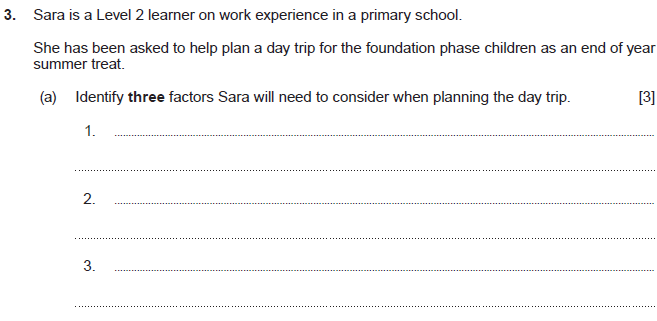 3. Sara is a Level 2 learner on work experience in a primary school.
She has been asked to help plan a day trip for the foundation phase children as an end of year
summer treat.
(a) Identify three factors Sara will need to consider when planning the day trip. [3]
1.
2.
3.